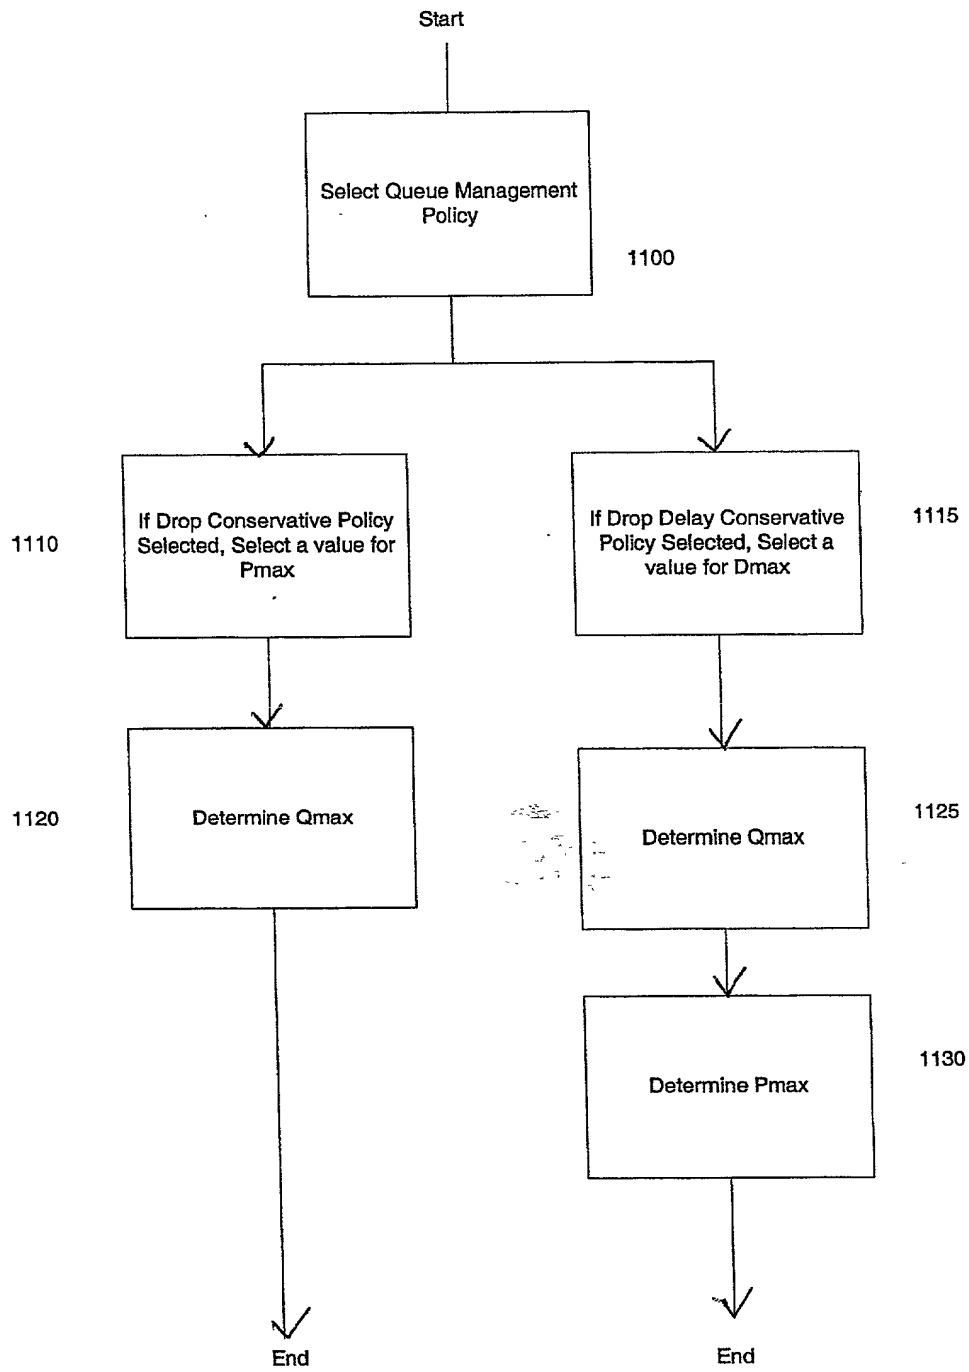 Start
Select Queue Management
Policy
1100
If Drop Conservative Policy
Selected, Select a value for
Pmax
1110
If Drop Delay Conservative
Policy Selected, Select a
value for Dmax
1115
Determine Qmax
1120
Determine Qmax
1125
Determine Pmax
1130
End
End